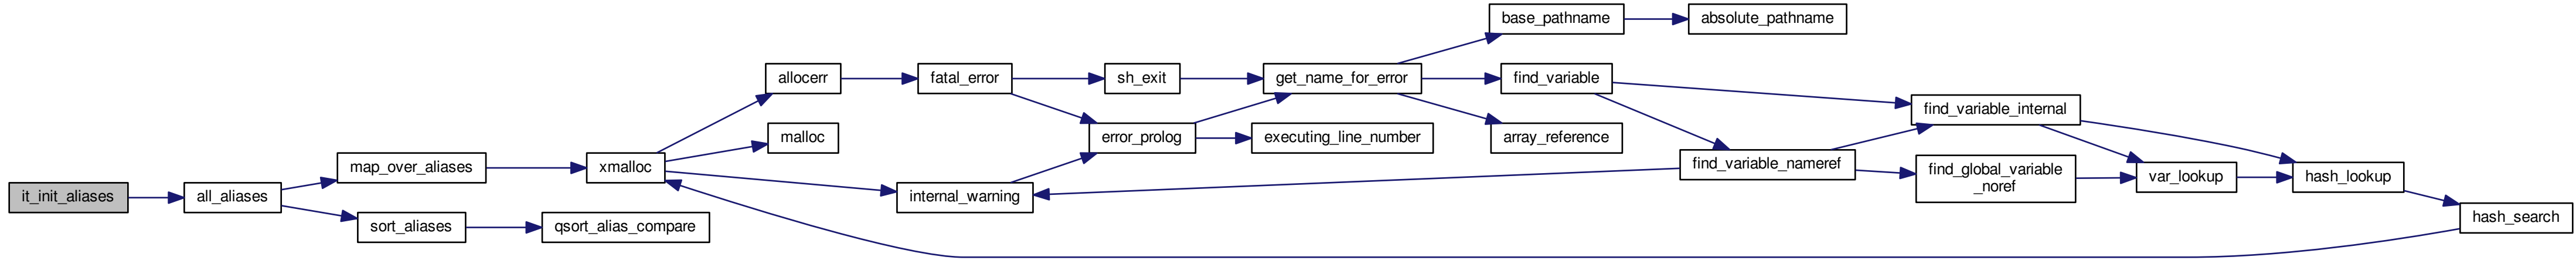 it_init_aliases
all_aliases
map_over_aliases
sort_aliases
qsort_alias_compare
xmalloc
allocerr
malloc
internal_warning
fatal_error
sh_exit
error_prolog
executing_line_number
get_name_for_error
base_pathname
absolute_pathname
find_variable
array_reference
find_variable_nameref
find_variable_internal
find_global_variable
_noref
var_lookup
hash_lookup
hash_search